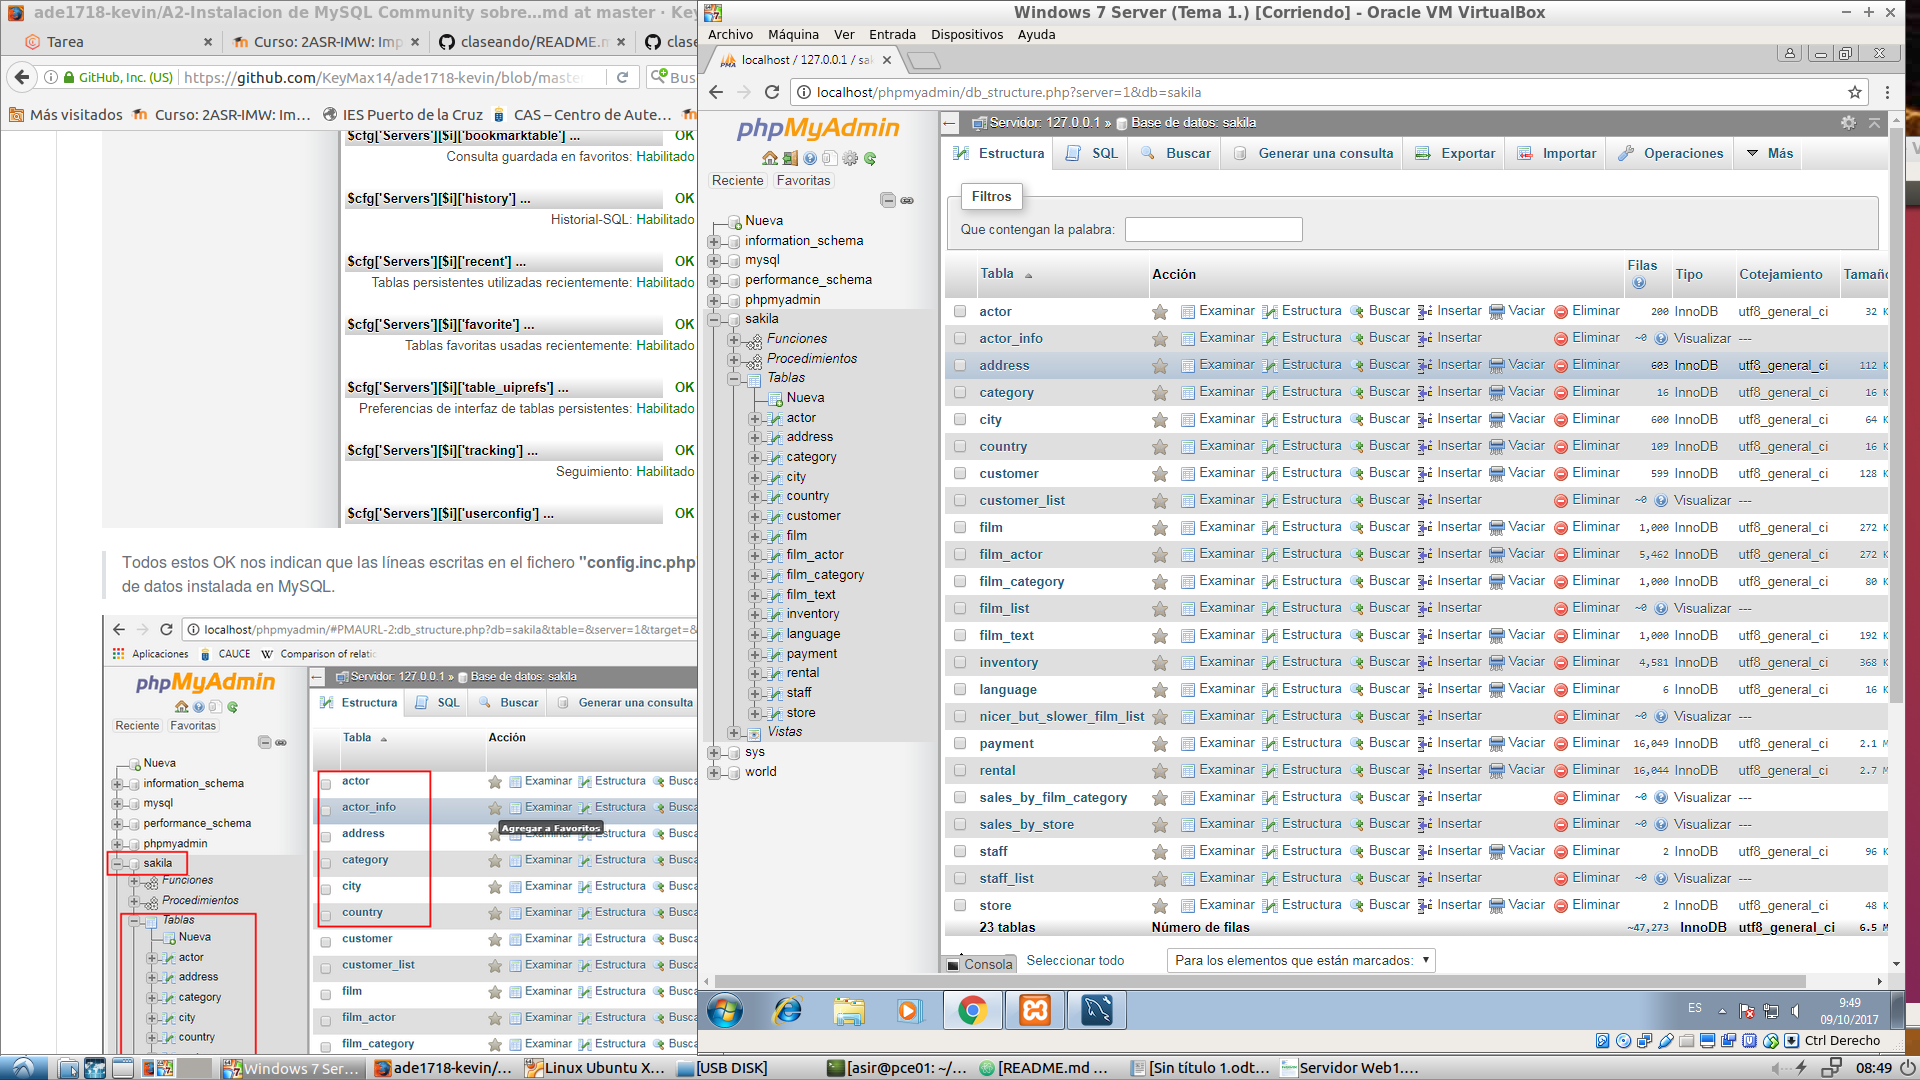 ade1718-kevin/A2-Instalacion de MySQL Community sobre...md at master · Key
Tarea
Curso: 2ASR-IMW: Imp
claseando/README.m
clase
GitHub, Inc. (US)
https://github.com/KeyMax14/ade1718-kevin/blob/maste
Bus
Más visitados
Curso: 2ASR-IMW: Im...
IES Puerto de la Cruz
CAS – Centro de Aute...
$cfg['Servers'][$i]['bookmarktable'] ... OK
Consulta guardada en favoritos: Habilitado
$cfg['Servers'][$i]['history'] ... OK
Historial-SQL: Habilitado
$cfg['Servers'][$i]['recent'] ... OK
Tablas persistentes utilizadas recientemente: Habilitado
$cfg['Servers'][$i]['favorite'] ... OK
Tablas favoritas usadas recientemente: Habilitado
$cfg['Servers'][$i]['table_uiprefs'] ... OK
Preferencias de interfaz de tablas persistentes: Habilitado
$cfg['Servers'][$i]['tracking'] ... OK
Seguimiento: Habilitado
$cfg['Servers'][$i]['userconfig'] ... OK
Todos estos OK nos indican que las líneas escritas en el fichero "config.inc.php
de datos instalada en MySQL.
localhost/phpmyadmin/#PMAURL-2:db_structure.php?db=sakila&table=&server=1&target=&
Aplicaciones CAUCE Comparison of relatio
phpMyAdmin
Reciente Favoritas
Nueva
information_schema
mysql
performance_schema
phpmyadmin
sakila
Funciones
Procedimientos
Tablas
Nueva
actor
address
category
city
country
Servidor: 127.0.0.1 » Base de datos: sakila
Estructura SQL Buscar Generar una consulta
Tabla Acción
actor Examinar Estructura Busca
actor_info Examinar Estructura Busca
Agregar a Favoritos
address Examinar Estructura Busca
category Examinar Estructura Busca
city Examinar Estructura Busca
country Examinar Estructura Busca
customer Examinar Estructura Busca
customer_list Examinar Estructura Busca
film Examinar Estructura Busca
film_actor Examinar Estructura Busca
film_category Examinar Estructura Busca
Windows 7 Server (Tema 1.) [Corriendo] - Oracle VM VirtualBox
Archivo Máquina Ver Entrada Dispositivos Ayuda
localhost / 127.0.0.1 / sak
localhost/phpmyadmin/db_structure.php?server=1&db=sakila
phpMyAdmin
Reciente Favoritas
Nueva
information_schema
mysql
performance_schema
phpmyadmin
sakila
Funciones
Procedimientos
Tablas
Nueva
actor
address
category
city
country
customer
film
film_actor
film_category
film_text
inventory
language
payment
rental
staff
store
Vistas
sys
world
Servidor: 127.0.0.1 » Base de datos: sakila
Estructura SQL Buscar Generar una consulta Exportar Importar Operaciones Más
Filtros
Que contengan la palabra:
Tabla Acción Filas Tipo Cotejamiento Tamaño
actor Examinar Estructura Buscar Insertar Vaciar Eliminar 200 InnoDB utf8_general_ci 32 K
actor_info Examinar Estructura Buscar Insertar Eliminar ~0 Visualizar ---
address Examinar Estructura Buscar Insertar Vaciar Eliminar 603 InnoDB utf8_general_ci 112 K
category Examinar Estructura Buscar Insertar Vaciar Eliminar 16 InnoDB utf8_general_ci 16 K
city Examinar Estructura Buscar Insertar Vaciar Eliminar 600 InnoDB utf8_general_ci 64 K
country Examinar Estructura Buscar Insertar Vaciar Eliminar 109 InnoDB utf8_general_ci 16 K
customer Examinar Estructura Buscar Insertar Vaciar Eliminar 599 InnoDB utf8_general_ci 128 K
customer_list Examinar Estructura Buscar Insertar Eliminar ~0 Visualizar ---
film Examinar Estructura Buscar Insertar Vaciar Eliminar 1,000 InnoDB utf8_general_ci 272 K
film_actor Examinar Estructura Buscar Insertar Vaciar Eliminar 5,462 InnoDB utf8_general_ci 272 K
film_category Examinar Estructura Buscar Insertar Vaciar Eliminar 1,000 InnoDB utf8_general_ci 80 K
film_list Examinar Estructura Buscar Insertar Eliminar ~0 Visualizar ---
film_text Examinar Estructura Buscar Insertar Vaciar Eliminar 1,000 InnoDB utf8_general_ci 192 K
inventory Examinar Estructura Buscar Insertar Vaciar Eliminar 4,581 InnoDB utf8_general_ci 368 K
language Examinar Estructura Buscar Insertar Vaciar Eliminar 6 InnoDB utf8_general_ci 16 K
nicer_but_slower_film_list Examinar Estructura Buscar Insertar Eliminar ~0 Visualizar ---
payment Examinar Estructura Buscar Insertar Vaciar Eliminar 16,049 InnoDB utf8_general_ci 2.1 M
rental Examinar Estructura Buscar Insertar Vaciar Eliminar 16,044 InnoDB utf8_general_ci 2.7 M
sales_by_film_category Examinar Estructura Buscar Insertar Eliminar ~0 Visualizar ---
sales_by_store Examinar Estructura Buscar Insertar Eliminar ~0 Visualizar ---
staff Examinar Estructura Buscar Insertar Vaciar Eliminar 2 InnoDB utf8_general_ci 96 K
staff_list Examinar Estructura Buscar Insertar Eliminar ~0 Visualizar ---
store Examinar Estructura Buscar Insertar Vaciar Eliminar 2 InnoDB utf8_general_ci 48 K
23 tablas Número de filas ~47,273 InnoDB utf8_general_ci 6.5 M
Consola Seleccionar todo Para los elementos que están marcados:
ES 9:49
09/10/2017
Ctrl Derecho
Windows 7 Ser...
ade1718-kevin/...
Linux Ubuntu X...
[USB DISK]
[asir@pce01: ~/...
[README.md ...
[Sin título 1.odt...
Servidor Web1....
08:49